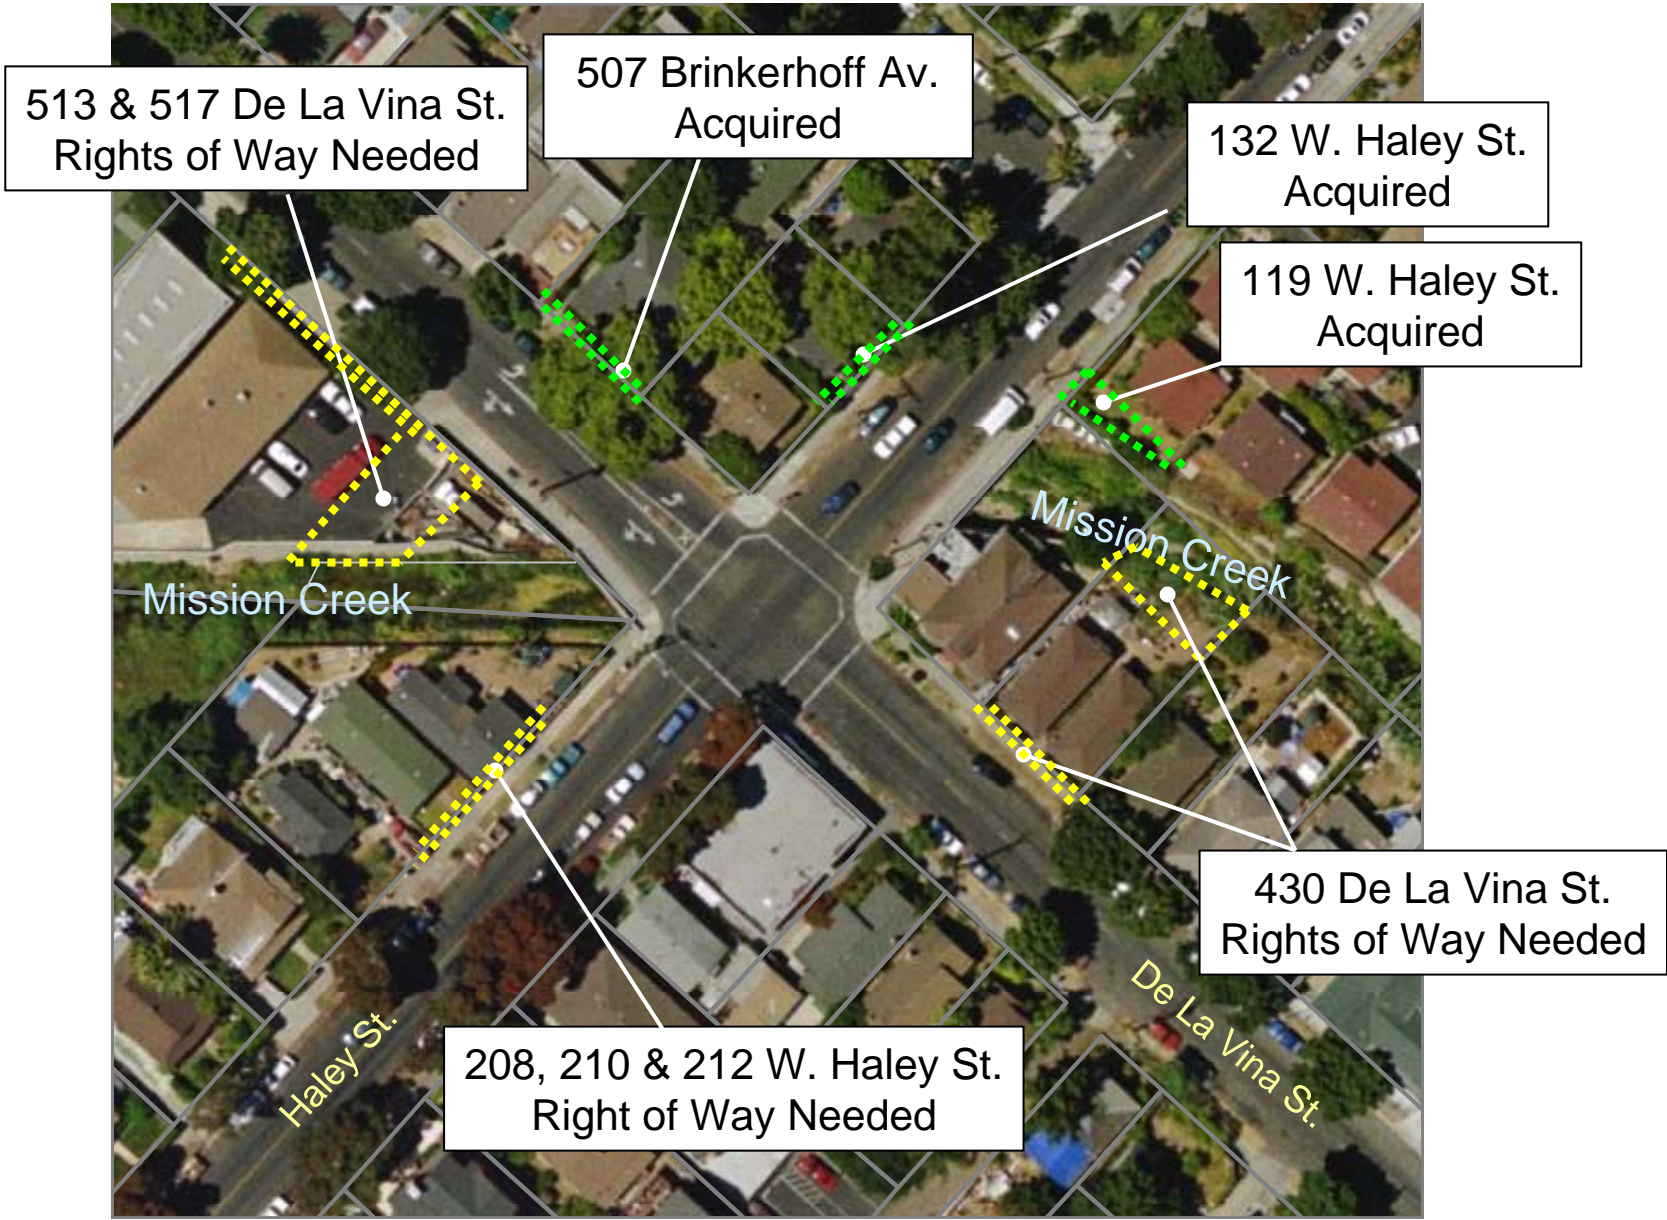 507 Brinkerhoff Av.
Acquired
513 & 517 De La Vina St.
Rights of Way Needed
132 W. Haley St.
Acquired
119 W. Haley St.
Acquired
Mission Creek
Mission Creek
430 De La Vina St.
Rights of Way Needed
De La Vina St.
Haley St.
208, 210 & 212 W. Haley St.
Right of Way Needed